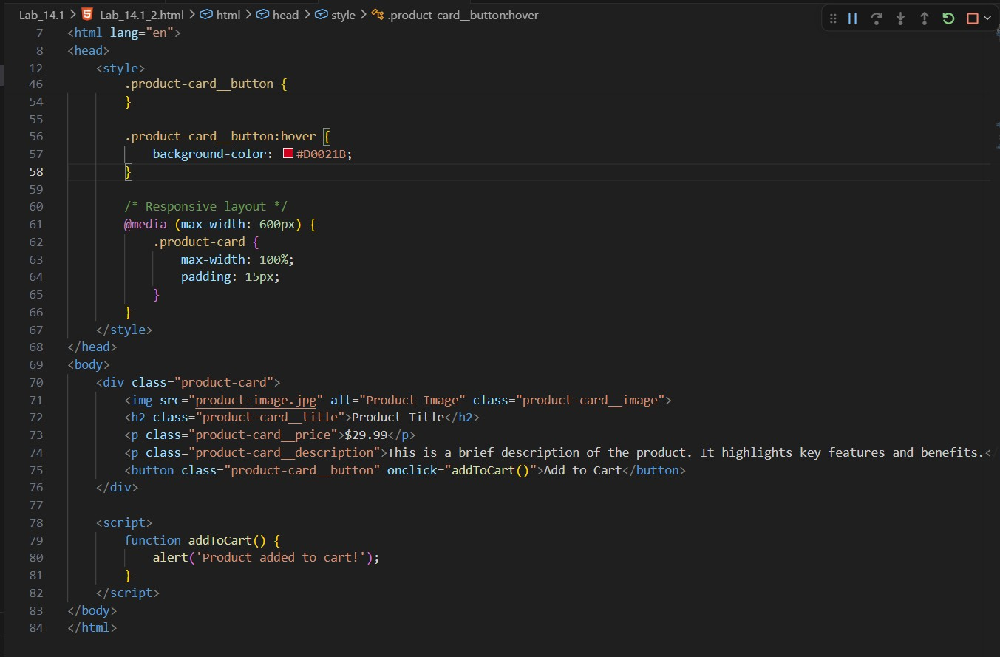 Lab_14.1 > Lab_14.1_2.html > html > head > style > .product-card__button:hover
7 <html lang="en">
8 <head>
12 <style>
46 .product-card__button {
54 }
55
56 .product-card__button:hover {
57 background-color: #D0021B;
58 }
59
60 /* Responsive layout */
61 @media (max-width: 600px) {
62 .product-card {
63 max-width: 100%;
64 padding: 15px;
65 }
66 }
67 </style>
68 </head>
69 <body>
70 <div class="product-card">
71 <img src="product-image.jpg" alt="Product Image" class="product-card__image">
72 <h2 class="product-card__title">Product Title</h2>
73 <p class="product-card__price">$29.99</p>
74 <p class="product-card__description">This is a brief description of the product. It highlights key features and benefits.<
75 <button class="product-card__button" onclick="addToCart()">Add to Cart</button>
76 </div>
77
78 <script>
79 function addToCart() {
80 alert('Product added to cart!');
81 }
82 </script>
83 </body>
84 </html>